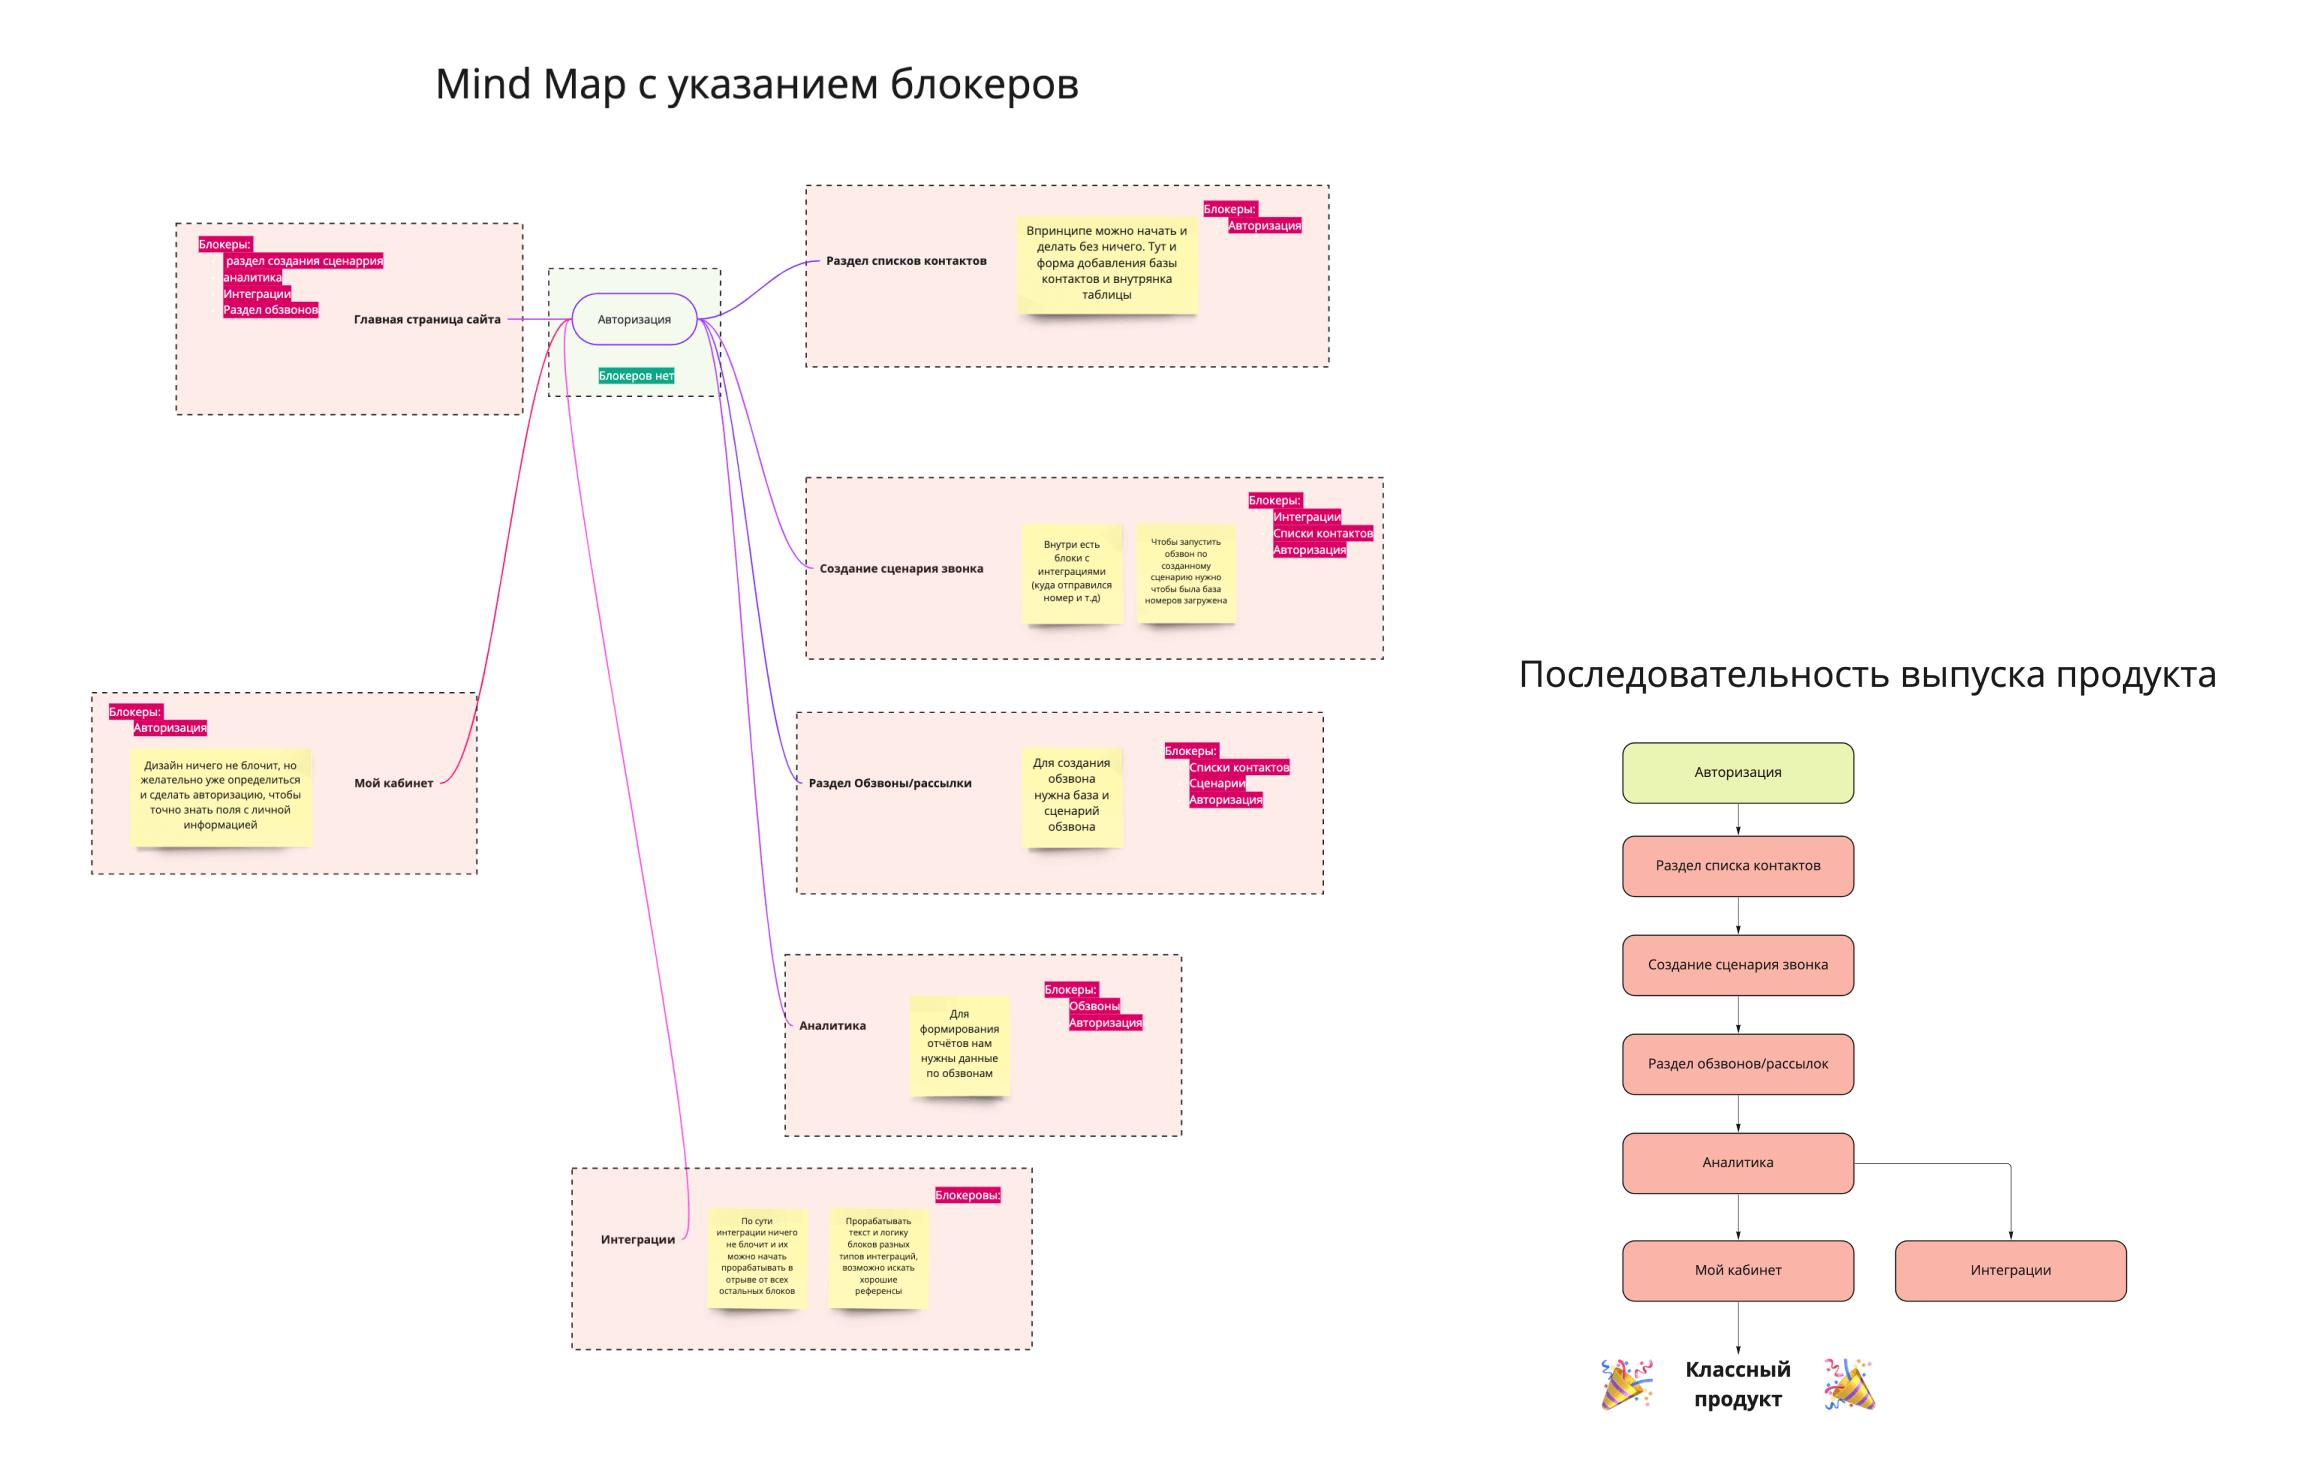 Mind Map с указанием блокеров
Блокеры:
раздел создания сценаррия
аналитика
Интеграции
Раздел обзвонов
Главная страница сайта
Авторизация
Блокеров нет
Раздел списков контактов
Впринципе можно начать и
делать без ничего. Тут и
форма добавления базы
контактов и внутрянка
таблицы
Блокеры:
Авторизация
Создание сценария звонка
Внутри есть
блоки с
интеграциями
(куда отправился
номер и т.д)
Чтобы запустить
обзвон по
созданному
сценарию нужно
чтобы была база
номеров загружена
Блокеры:
Интеграции
Списки контактов
Авторизация
Блокеры:
Авторизация
Дизайн ничего не блочит, но
желательно уже определиться
и сделать авторизацию, чтобы
точно знать поля с личной
информацией
Мой кабинет
Раздел Обзвоны/рассылки
Для создания
обзвона
нужна база и
сценарий
обзвона
Блокеры:
Списки контактов
Сценарии
Авторизация
Аналитика
Для
формирования
отчётов нам
нужны данные
по обзвонам
Блокеры:
Обзвоны
Авторизация
Интеграции
По сути
интеграции ничего
не блочит и их
можно начать
прорабатывать в
отрыве от всех
остальных блоков
Прорабатывать
текст и логику
блоков разных
типов интеграций,
возможно искать
хорошие
референсы
Блокеровы:
Последовательность выпуска продукта
Авторизация
Раздел списка контактов
Создание сценария звонка
Раздел обзвонов/рассылок
Аналитика
Мой кабинет
Интеграции
Классный
продукт